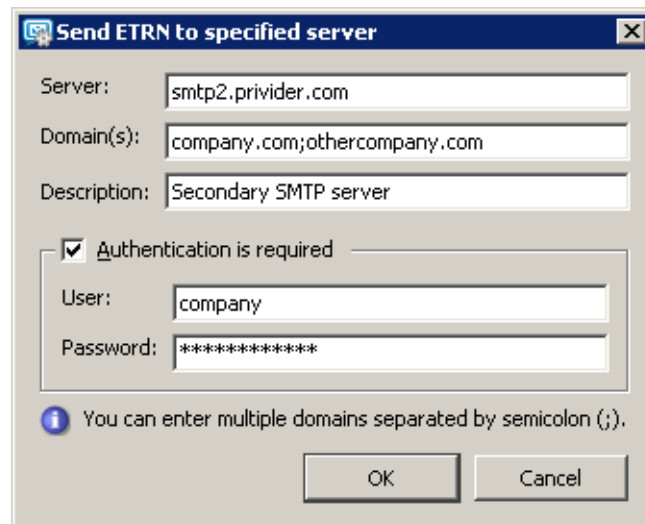 Send ETRN to specified server
Server: smtp2.privider.com
Domain(s): company.com;othercompany.com
Description: Secondary SMTP server
Authentication is required
User: company
Password: ************
You can enter multiple domains separated by semicolon (;).
OK Cancel